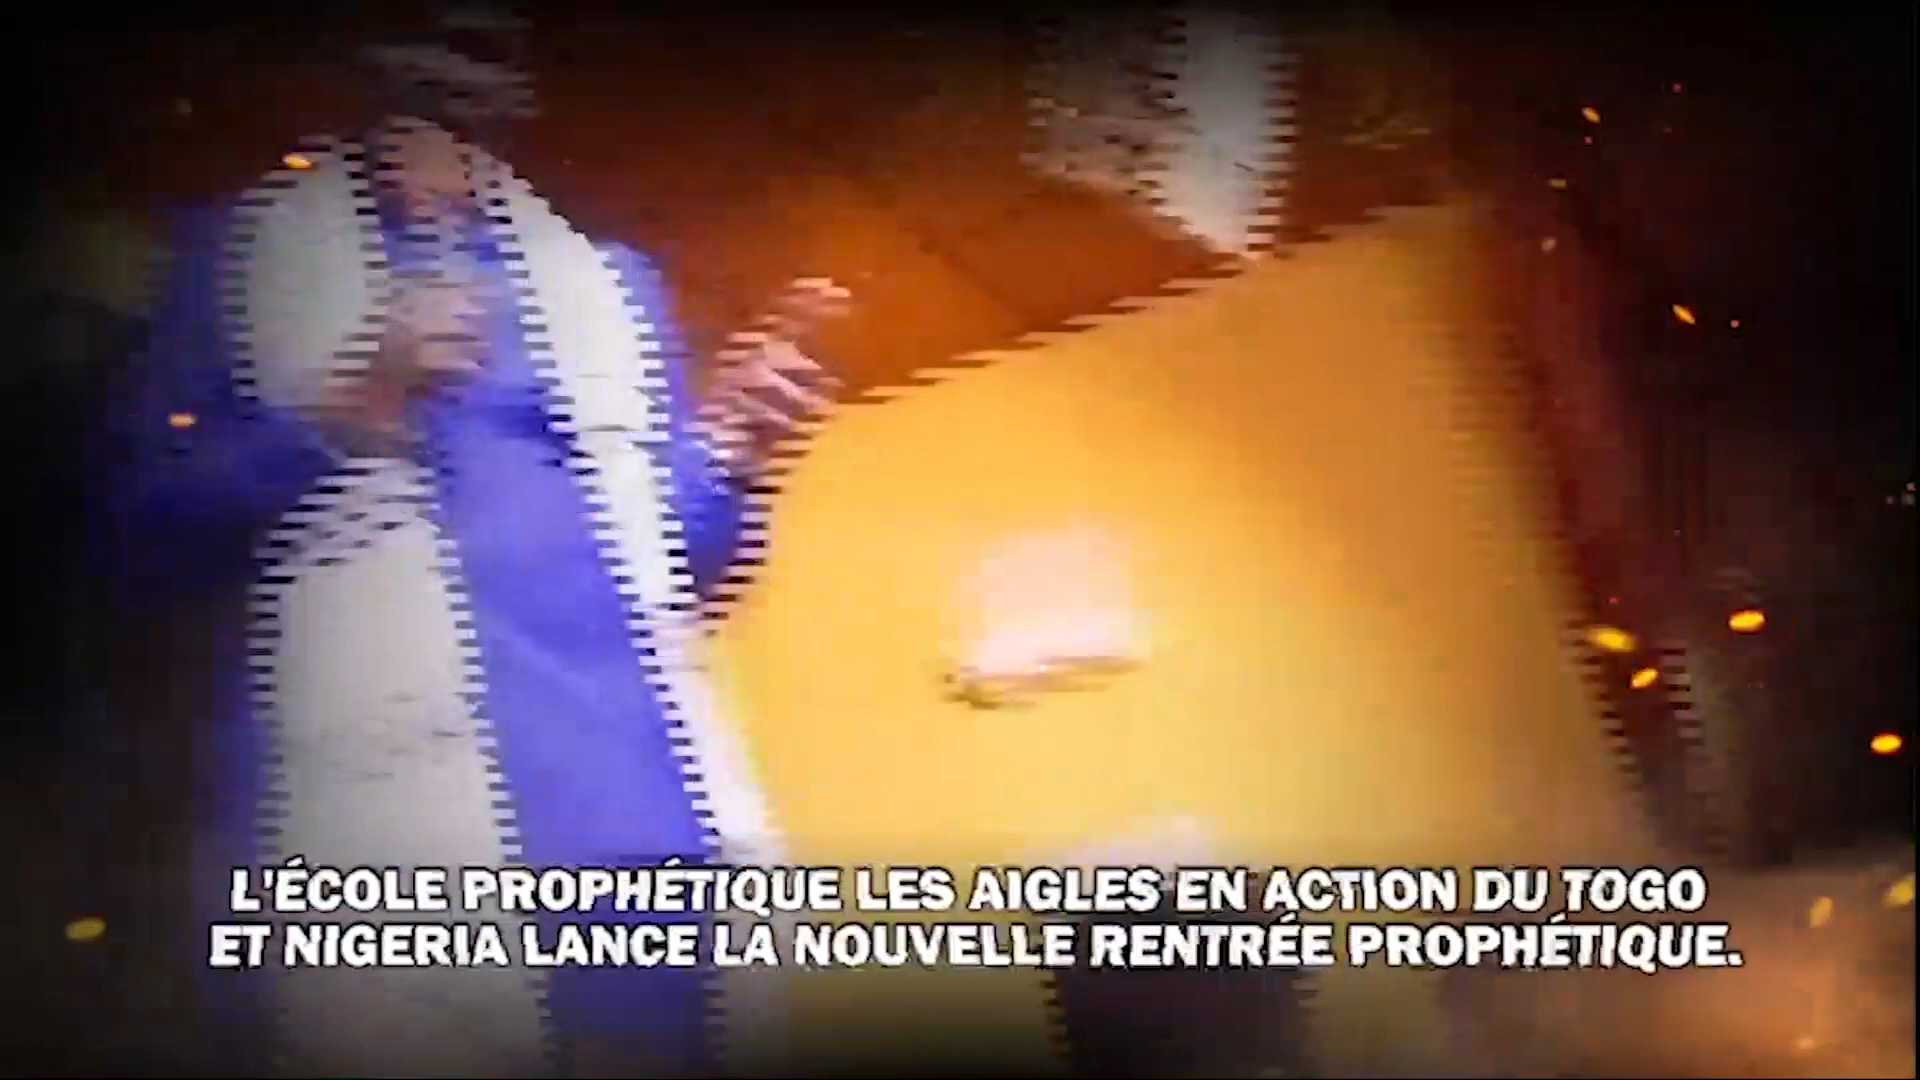 L'ÉCOLE PROPHÉTIQUE LES AIGLES EN ACTION DU TOGO
ET NIGERIA LANCE LA NOUVELLE RENTRÉE PROPHÉTIQUE.